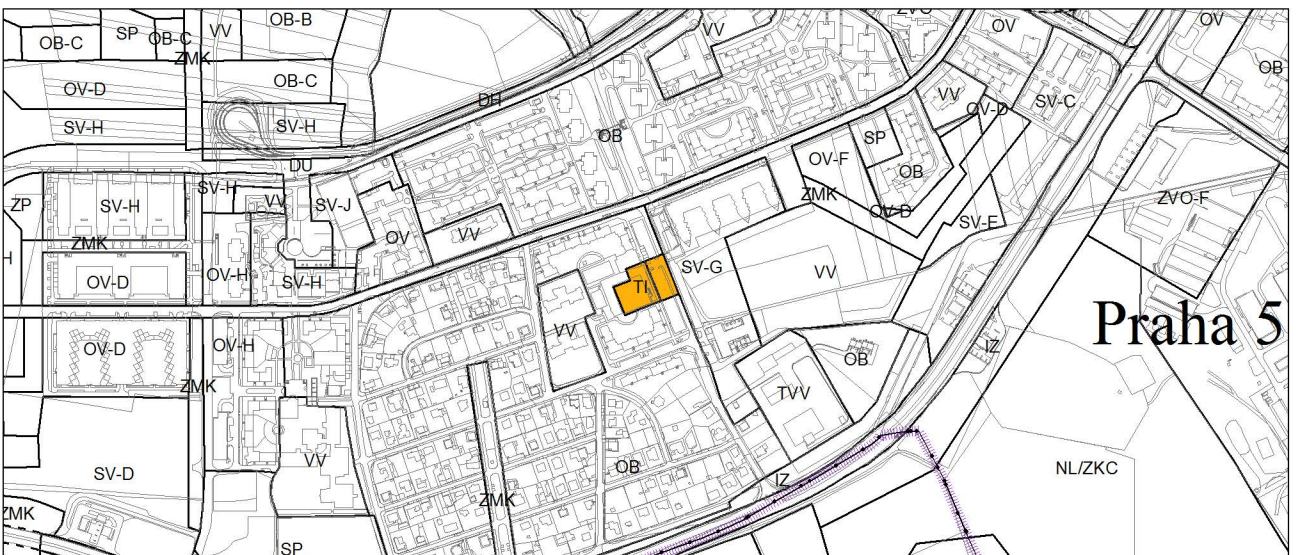 OB-B
VV
SP
OB-C
OB-C
ZMK
OB-C
OV-D
SV-H
SV-H
DH
VV
OV
OV
OB
SV-C
VV
OV-D
OB
SP
OV-F
OB
ZMK
OV-D
SV-E
ZVO-F
DU
SV-H
VV
SV-J
ZP
SV-H
OV
VV
ZMK
H
OV-D
OV-H
SV-H
SV-G
VV
TI
VV
Praha 5
IZ
OV-D
OV-H
ZMK
OB
TVV
SV-D
VV
OB
IZ
NL/ZKC
ZMK
ZMK
SP